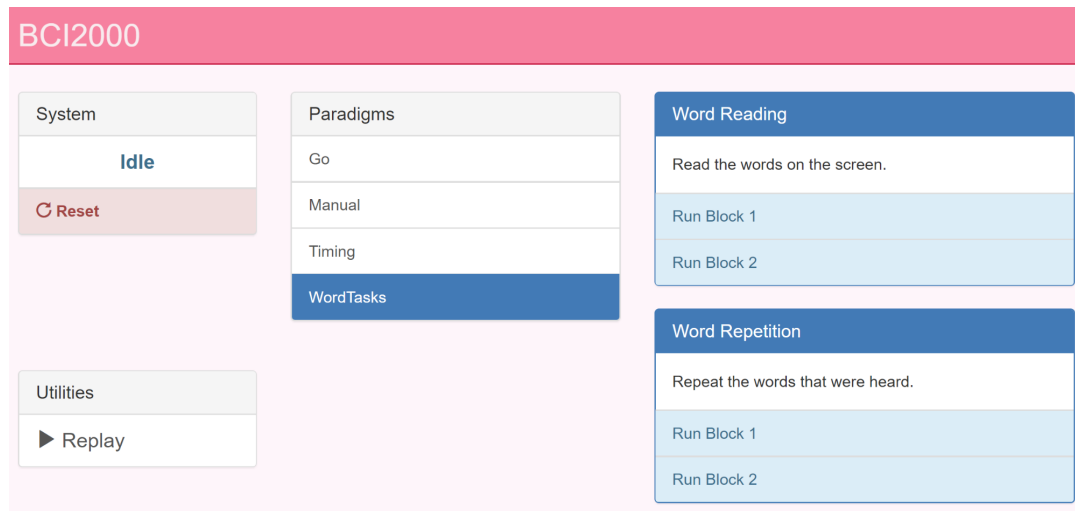 BCI2000
System
Idle
Reset
Utilities
Replay
Paradigms
Go
Manual
Timing
WordTasks
Word Reading
Read the words on the screen.
Run Block 1
Run Block 2
Word Repetition
Repeat the words that were heard.
Run Block 1
Run Block 2